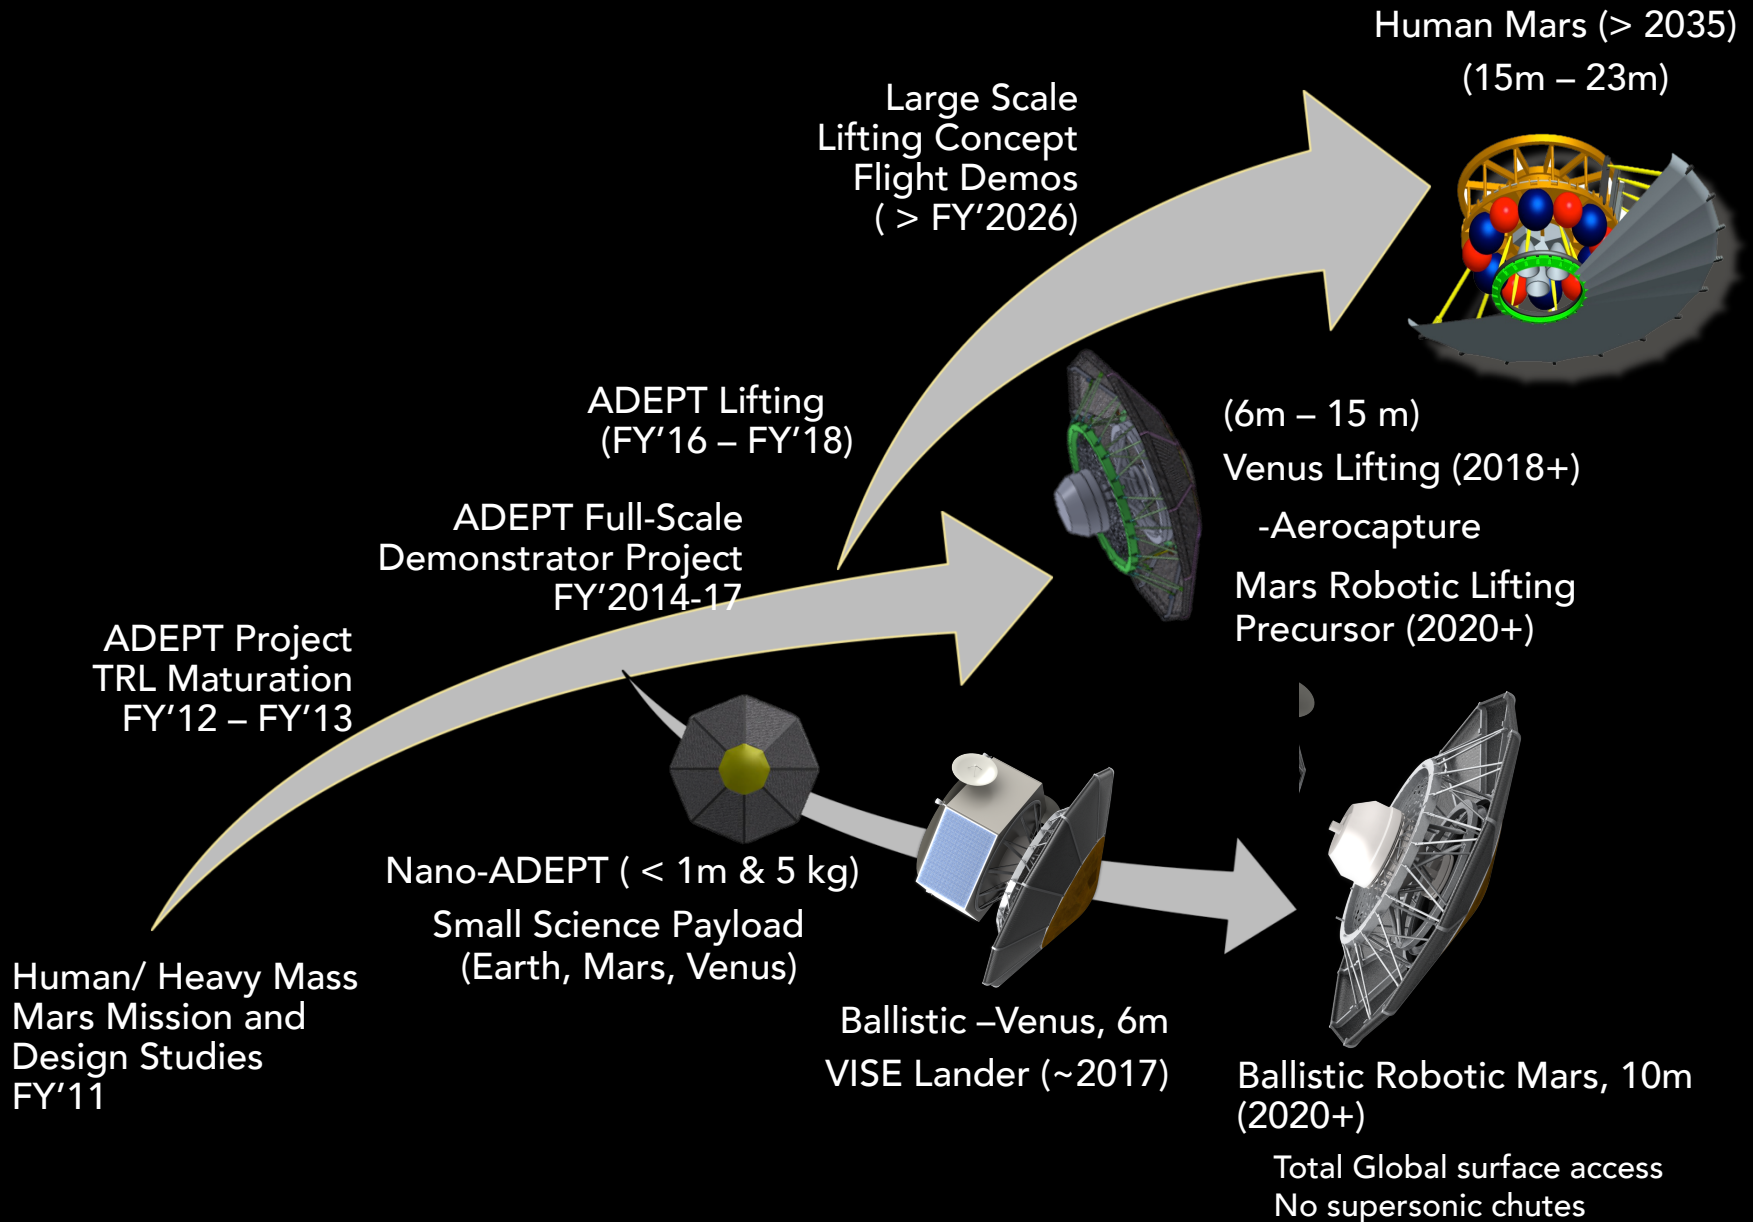 Human Mars (> 2035)
(15m – 23m)
Large Scale
Lifting Concept
Flight Demos
( > FY'2026)
ADEPT Lifting
(FY'16 – FY'18)
(6m – 15 m)
Venus Lifting (2018+)
-Aerocapture
Mars Robotic Lifting
Precursor (2020+)
ADEPT Full-Scale
Demonstrator Project
FY'2014-17
ADEPT Project
TRL Maturation
FY'12 – FY'13
Nano-ADEPT ( < 1m & 5 kg)
Small Science Payload
(Earth, Mars, Venus)
Human/ Heavy Mass
Mars Mission and
Design Studies
FY'11
Ballistic –Venus, 6m
VISE Lander (~2017)
Ballistic Robotic Mars, 10m
(2020+)
Total Global surface access
No supersonic chutes